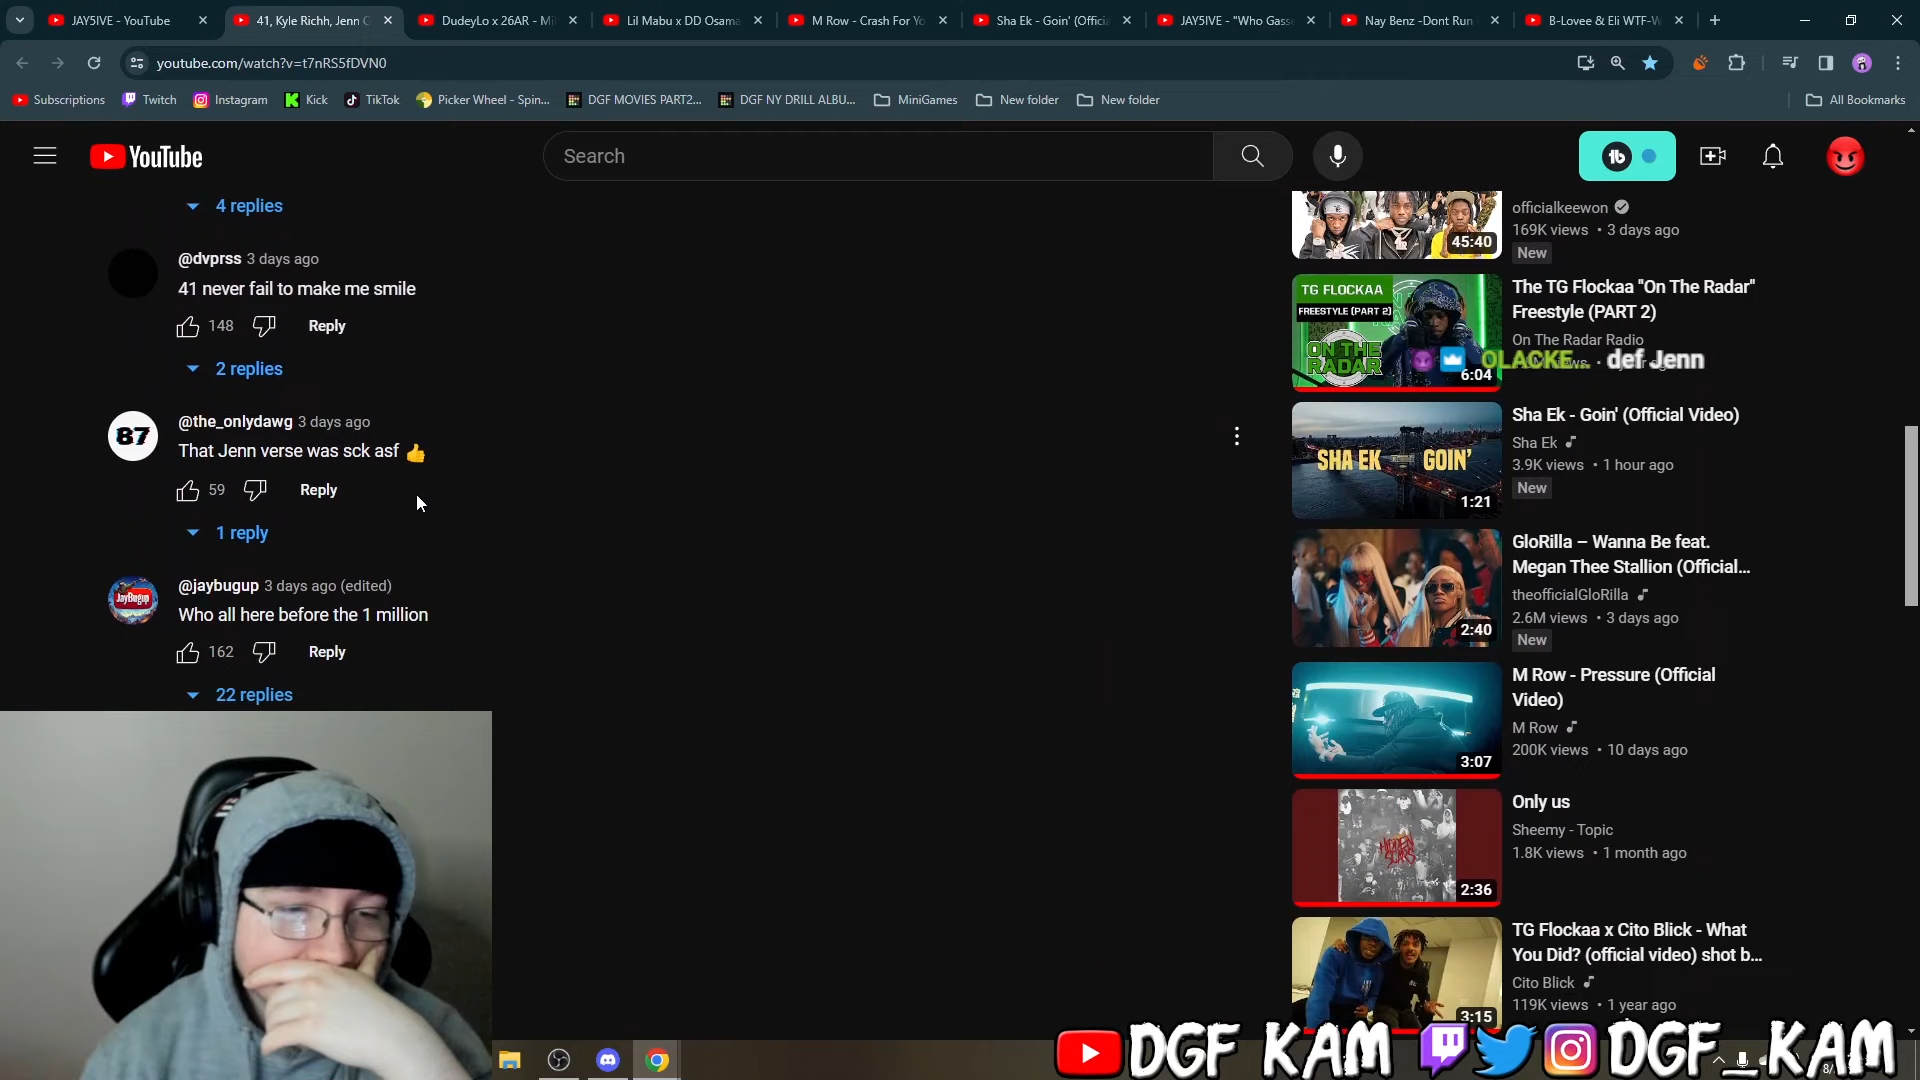 JAY5IVE - YouTube
41, Kyle Richh, Jenn C
DudeyLo x 26AR - Mi
Lil Mabu x DD Osama
M Row - Crash For Yo
Sha Ek - Goin' (Officia
JAY5IVE - "Who Gasse
Nay Benz -Dont Run
B-Lovee & Eli WTF-W
youtube.com/watch?v=t7nRS5fDVN0
Subscriptions
Twitch
Instagram
Kick
TikTok
Picker Wheel - Spin...
DGF MOVIES PART2...
DGF NY DRILL ALBU...
MiniGames
New folder
New folder
All Bookmarks
YouTube
Search
4 replies
@dvprss 3 days ago
41 never fail to make me smile
148 Reply
2 replies
87
@the_onlydawg 3 days ago
That Jenn verse was sck asf 👍
59 Reply
1 reply
JayBugup
@jaybugup 3 days ago (edited)
Who all here before the 1 million
162 Reply
22 replies
45:40
officialkeewon
169K views • 3 days ago
New
TG FLOCKAA
FREESTYLE (PART 2)
ON THE RADAR
6:04
The TG Flockaa "On The Radar"
Freestyle (PART 2)
On The Radar Radio
OLACKE... def Jenn
SHA EK GOIN'
1:21
Sha Ek - Goin' (Official Video)
Sha Ek
3.9K views • 1 hour ago
New
2:40
GloRilla – Wanna Be feat.
Megan Thee Stallion (Official...
theofficialGloRilla
2.6M views • 3 days ago
New
3:07
M Row - Pressure (Official
Video)
M Row
200K views • 10 days ago
HIDDEN SCARS
2:36
Only us
Sheemy - Topic
1.8K views • 1 month ago
3:15
TG Flockaa x Cito Blick - What
You Did? (official video) shot b...
Cito Blick
119K views • 1 year ago
DGF KAM DGF_KAM